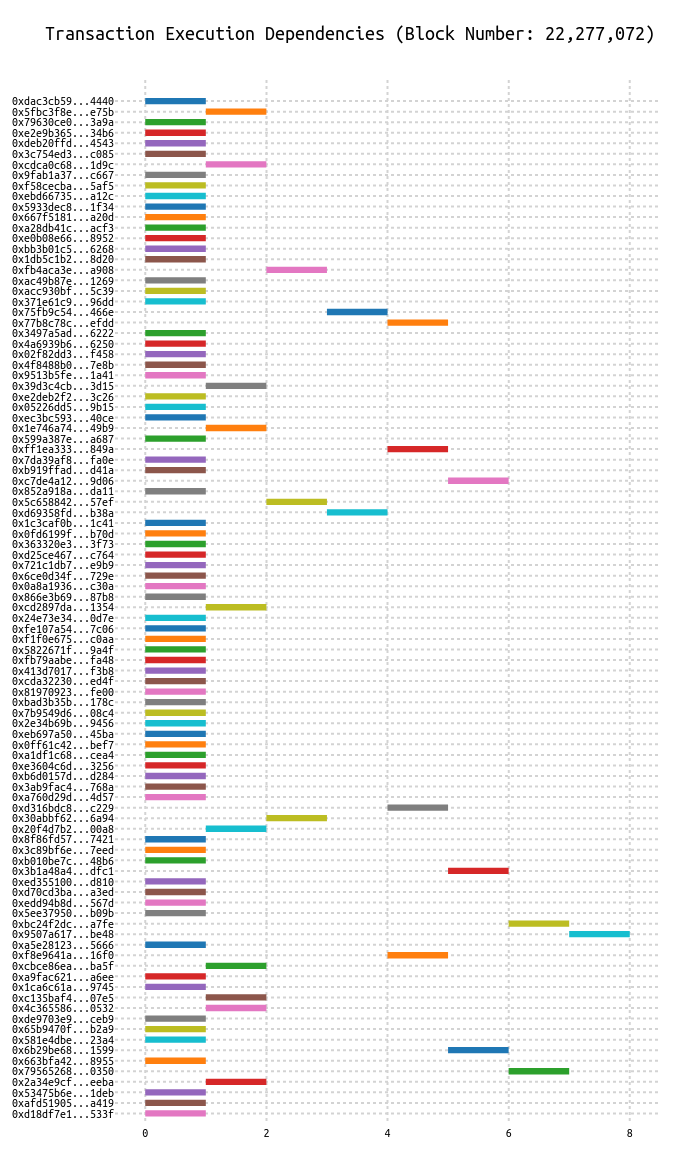 Transaction Execution Dependencies (Block Number: 22,277,072)
0xdac3cb59...4440
0x5fbc3f8e...e75b
0x79630ce0...3a9a
0xe2e9b365...34b6
0xdeb20ffd...4543
0x3c754ed3...c085
0xcdca0c68...1d9c
0x9fab1a37...c667
0xf58cecba...5af5
0xebd66735...a12c
0x5933dec8...1f34
0x667f5181...a20d
0xa28db41c...acf3
0xe0b08e66...8952
0xbb3b01c5...6268
0x1db5c1b2...8d20
0xfb4aca3e...a908
0xac49b87e...1269
0xacc930bf...5c39
0x371e61c9...96dd
0x75fb9c54...466e
0x77b8c78c...efdd
0x3497a5ad...6222
0x4a6939b6...6250
0x02f82dd3...f458
0x4f8488b0...7e8b
0x9513b5fe...1a41
0x39d3c4cb...3d15
0xe2deb2f2...3c26
0x05226dd5...9b15
0xec3bc593...40ce
0x1e746a74...49b9
0x599a387e...a687
0xff1ea333...849a
0x7da39af8...fa0e
0xb919ffad...d41a
0xc7de4a12...9d06
0x852a918a...da11
0x5c658842...57ef
0xd69358fd...b38a
0x1c3caf0b...1c41
0x0fd6199f...b70d
0x363320e3...3f73
0xd25ce467...c764
0x721c1db7...e9b9
0x6ce0d34f...729e
0x0a8a1936...c30a
0x866e3b69...87b8
0xcd2897da...1354
0x24e73e34...0d7e
0xfe107a54...7c06
0xf1f0e675...c0aa
0x5822671f...9a4f
0xfb79aabe...fa48
0x413d7017...f3b8
0xcda32230...ed4f
0x81970923...fe00
0xbad3b35b...178c
0x7b9549d6...08c4
0x2e34b69b...9456
0xeb697a50...45ba
0x0ff61c42...bef7
0xa1df1c68...cea4
0xe3604c6d...3256
0xb6d0157d...d284
0x3ab9fac4...768a
0xa760d29d...4d57
0xd316bdc8...c229
0x30abbf62...6a94
0x20f4d7b2...00a8
0x8f86fd57...7421
0x3c89bf6e...7eed
0xb010be7c...48b6
0x3b1a48a4...dfc1
0xed355100...d810
0xd70cd3ba...a3ed
0xedd94b8d...567d
0x5ee37950...b09b
0xbc24f2dc...a7fe
0x9507a617...be48
0xa5e28123...5666
0xf8e9641a...16f0
0xcbce86ea...ba5f
0xa9fac621...a6ee
0x1ca6c61a...9745
0xc135baf4...07e5
0x4c365586...0532
0xde9703e9...ceb9
0x65b9470f...b2a9
0x581e4dbe...23a4
0x6b29be68...1599
0x663bfa42...8955
0x79565268...0350
0x2a34e9cf...eeba
0x53475b6e...1deb
0xafd51905...a419
0xd18df7e1...533f
0 2 4 6 8